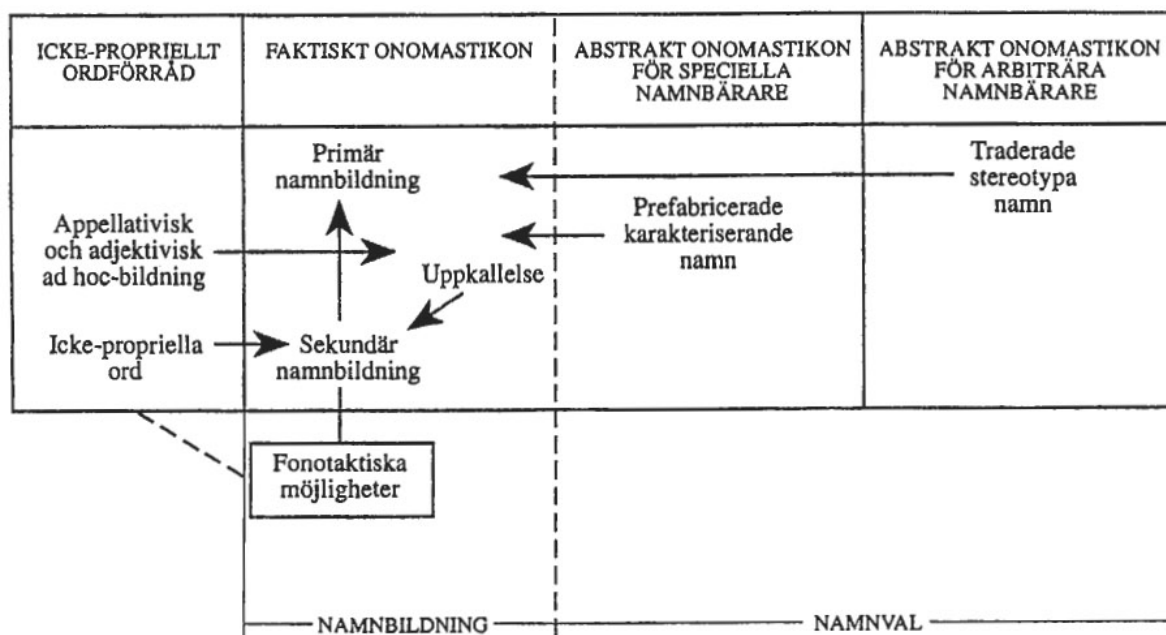 ICKE-PROPRIELLT
ORDFÖRRÅD
FAKTISKT ONOMASTIKON
ABSTRAKT ONOMASTIKON
FÖR SPECIELLA
NAMNBÄRARE
ABSTRAKT ONOMASTIKON
FÖR ARBITRÄRA
NAMNBÄRARE
Appellativisk
och adjektivisk
ad hoc-bildning
Icke-propriella
ord
Primär
namnbildning
Uppkallelse
Sekundär
namnbildning
Fonotaktiska
möjligheter
Prefabricerade
karakteriserande
namn
Traderade
stereotypa
namn
NAMNBILDNING
NAMNVAL